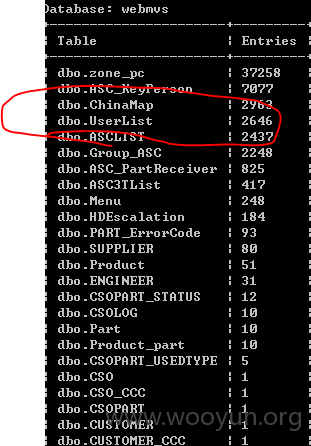 Database: webmvs
Table | Entries
dbo.zone_pc | 37258
dbo.ASC_KeyPerson | 7077
dbo.ChinaMap | 2963
dbo.UserList | 2646
dbo.ASCLIST | 2437
dbo.Group_ASC | 2248
dbo.ASC_PartReceiver | 825
dbo.ASC3TList | 417
dbo.Menu | 248
dbo.HDEscalation | 184
dbo.PART_ErrorCode | 93
dbo.SUPPLIER | 80
dbo.Product | 51
dbo.ENGINEER | 31
dbo.CSOPART_STATUS | 12
dbo.CSOLOG | 10
dbo.Part | 10
dbo.Product_part | 10
dbo.CSOPART_USEDTYPE | 5
dbo.CSO | 1
dbo.CSO_CCC | 1
dbo.CSOPART | 1
dbo.CUSTOMER | 1
dbo.CUSTOMER_CCC | 1
www.wooyun.org